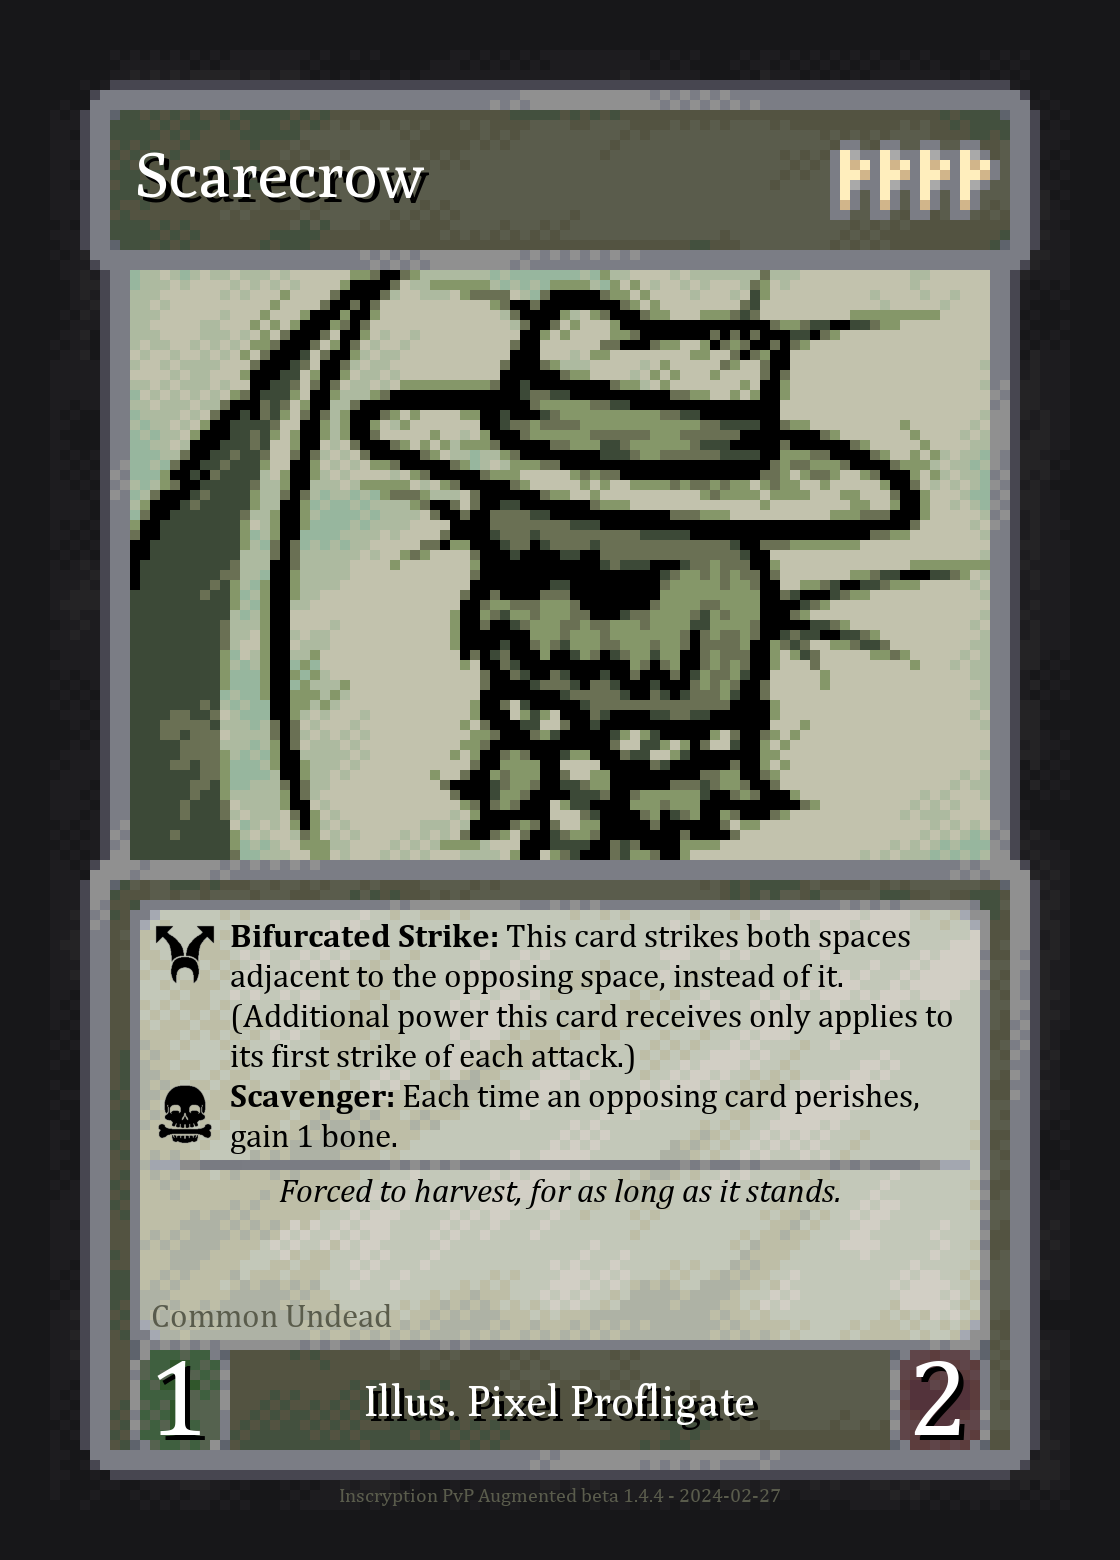 Scarecrow
Bifurcated Strike: This card strikes both spaces
adjacent to the opposing space, instead of it.
(Additional power this card receives only applies to
its first strike of each attack.)
Scavenger: Each time an opposing card perishes,
gain 1 bone.
Forced to harvest, for as long as it stands.
Common Undead
1
Illus. Pixel Profligate
2
Inscryption PvP Augmented beta 1.4.4 - 2024-02-27